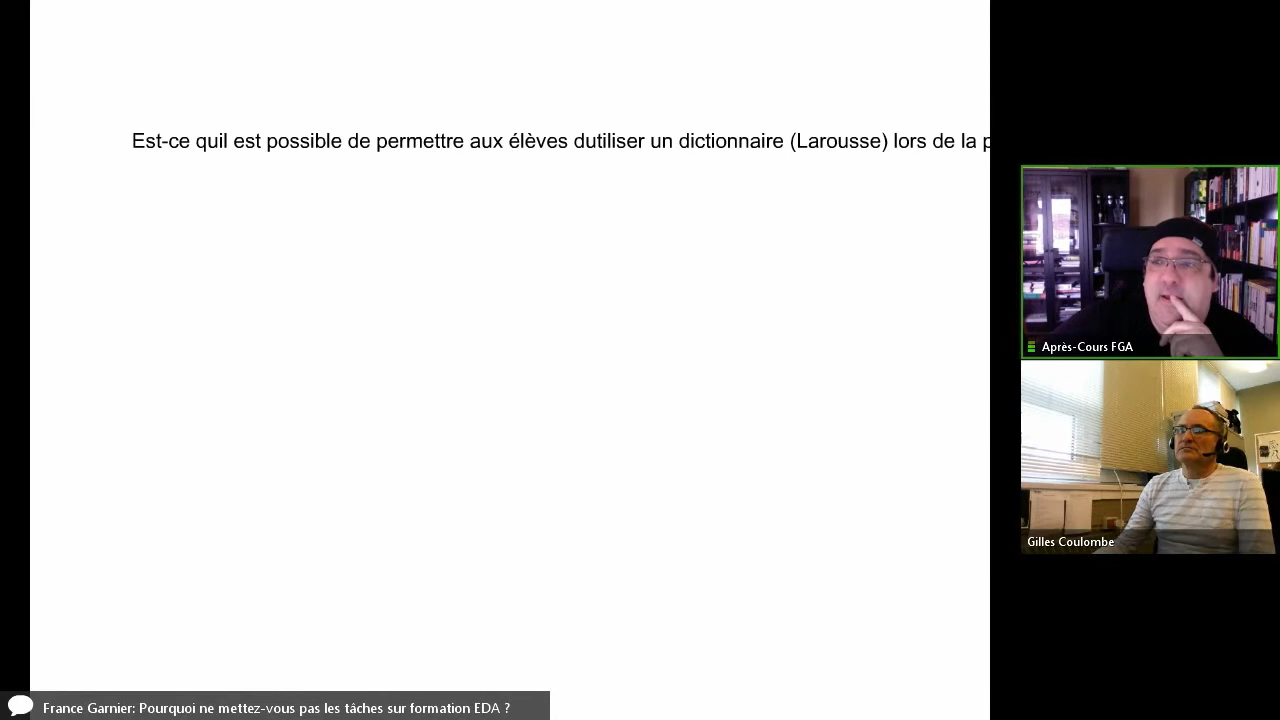 Est-ce quil est possible de permettre aux élèves dutiliser un dictionnaire (Larousse) lors de la p
Après-Cours FGA
Gilles Coulombe
France Garnier: Pourquoi ne mettez-vous pas les tâches sur formation EDA ?